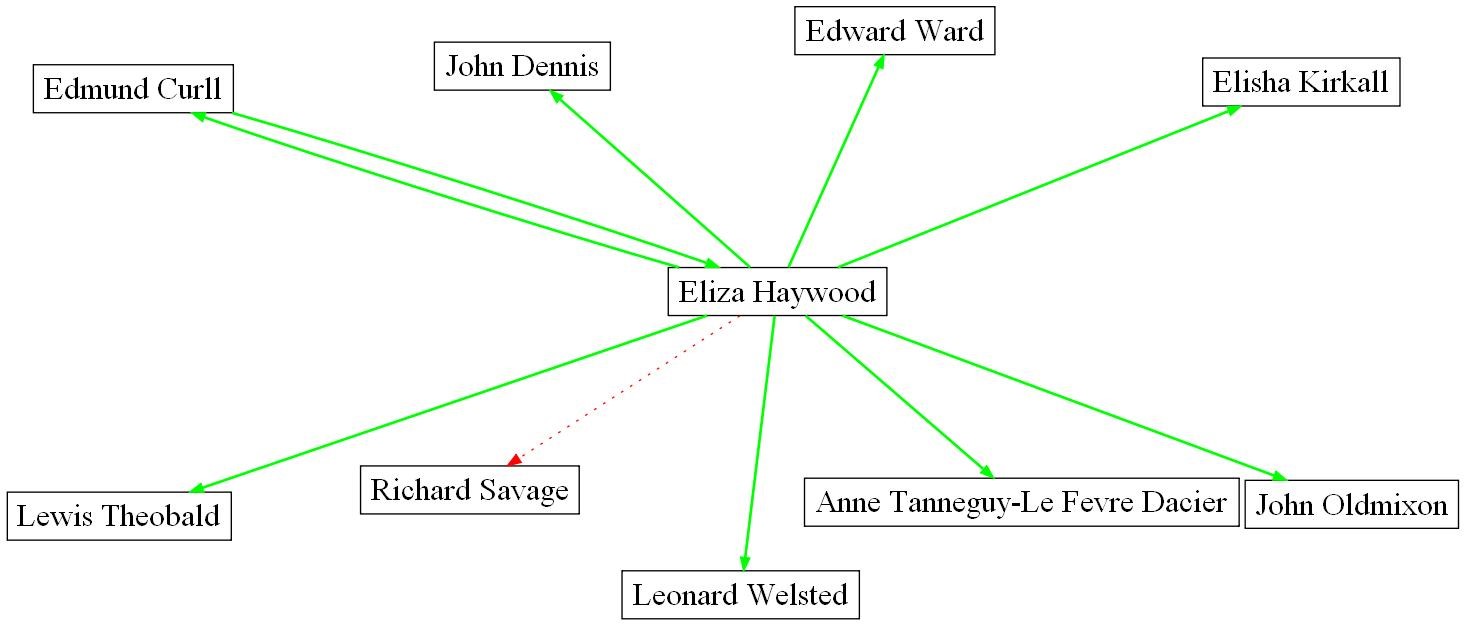 Edward Ward
John Dennis
Edmund Curll
Elisha Kirkall
Eliza Haywood
Richard Savage
Lewis Theobald
Anne Tanneguy-Le Fevre Dacier
John Oldmixon
Leonard Welsted